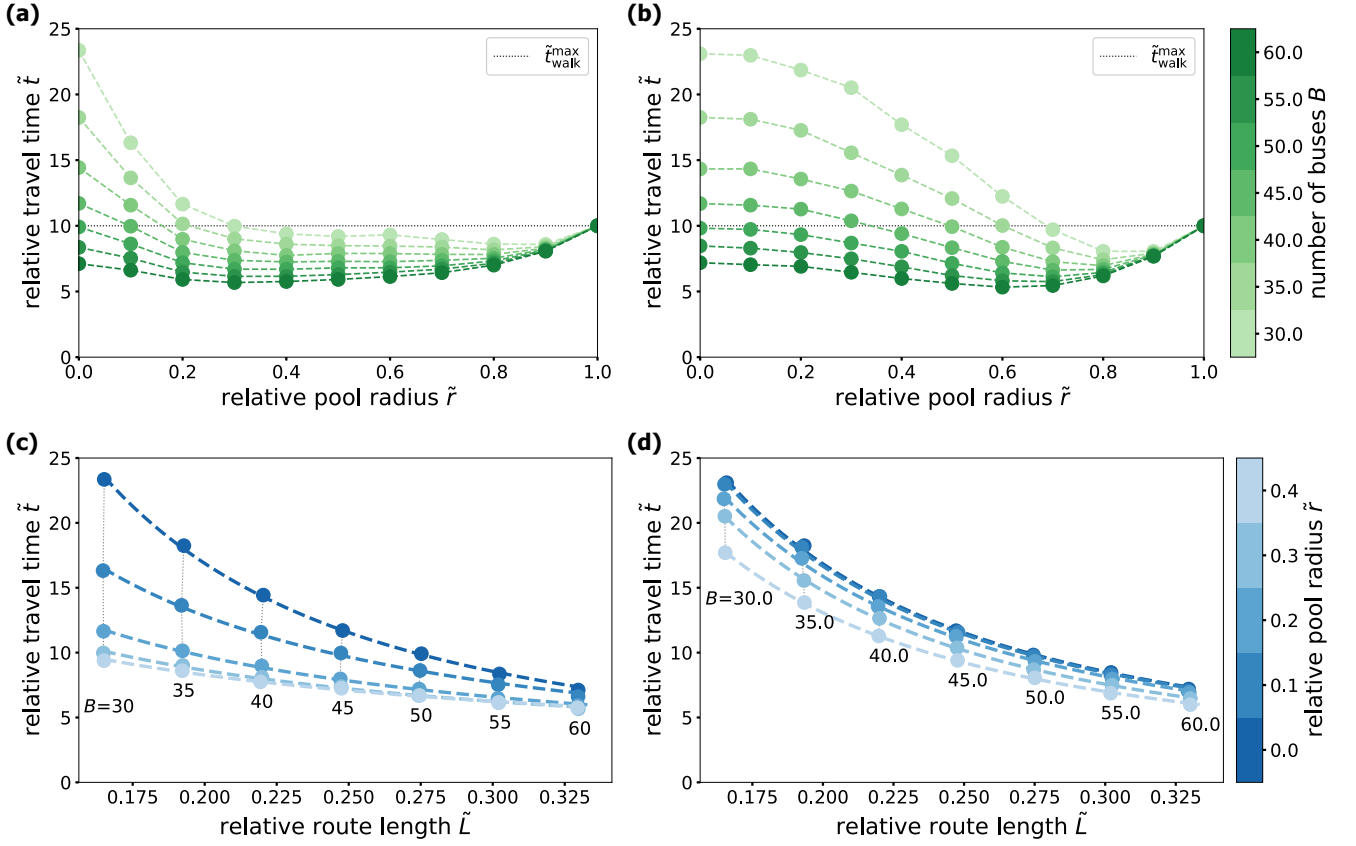 (a)
25
20
15
10
5
0
relative travel time t̃
t̃ max walk
0.0 0.2 0.4 0.6 0.8 1.0
relative pool radius r̃
(b)
25
20
15
10
5
0
relative travel time t̃
t̃ max walk
0.0 0.2 0.4 0.6 0.8 1.0
relative pool radius r̃
60.0
55.0
50.0
45.0
40.0
35.0
30.0
number of buses B
(c)
25
20
15
10
5
0
relative travel time t̃
B=30
35
40
45
50
55
60
0.175 0.200 0.225 0.250 0.275 0.300 0.325
relative route length L̃
(d)
25
20
15
10
5
0
relative travel time t̃
B=30.0
35.0
40.0
45.0
50.0
55.0
60.0
0.175 0.200 0.225 0.250 0.275 0.300 0.325
relative route length L̃
0.4
0.3
0.2
0.1
0.0
relative pool radius r̃